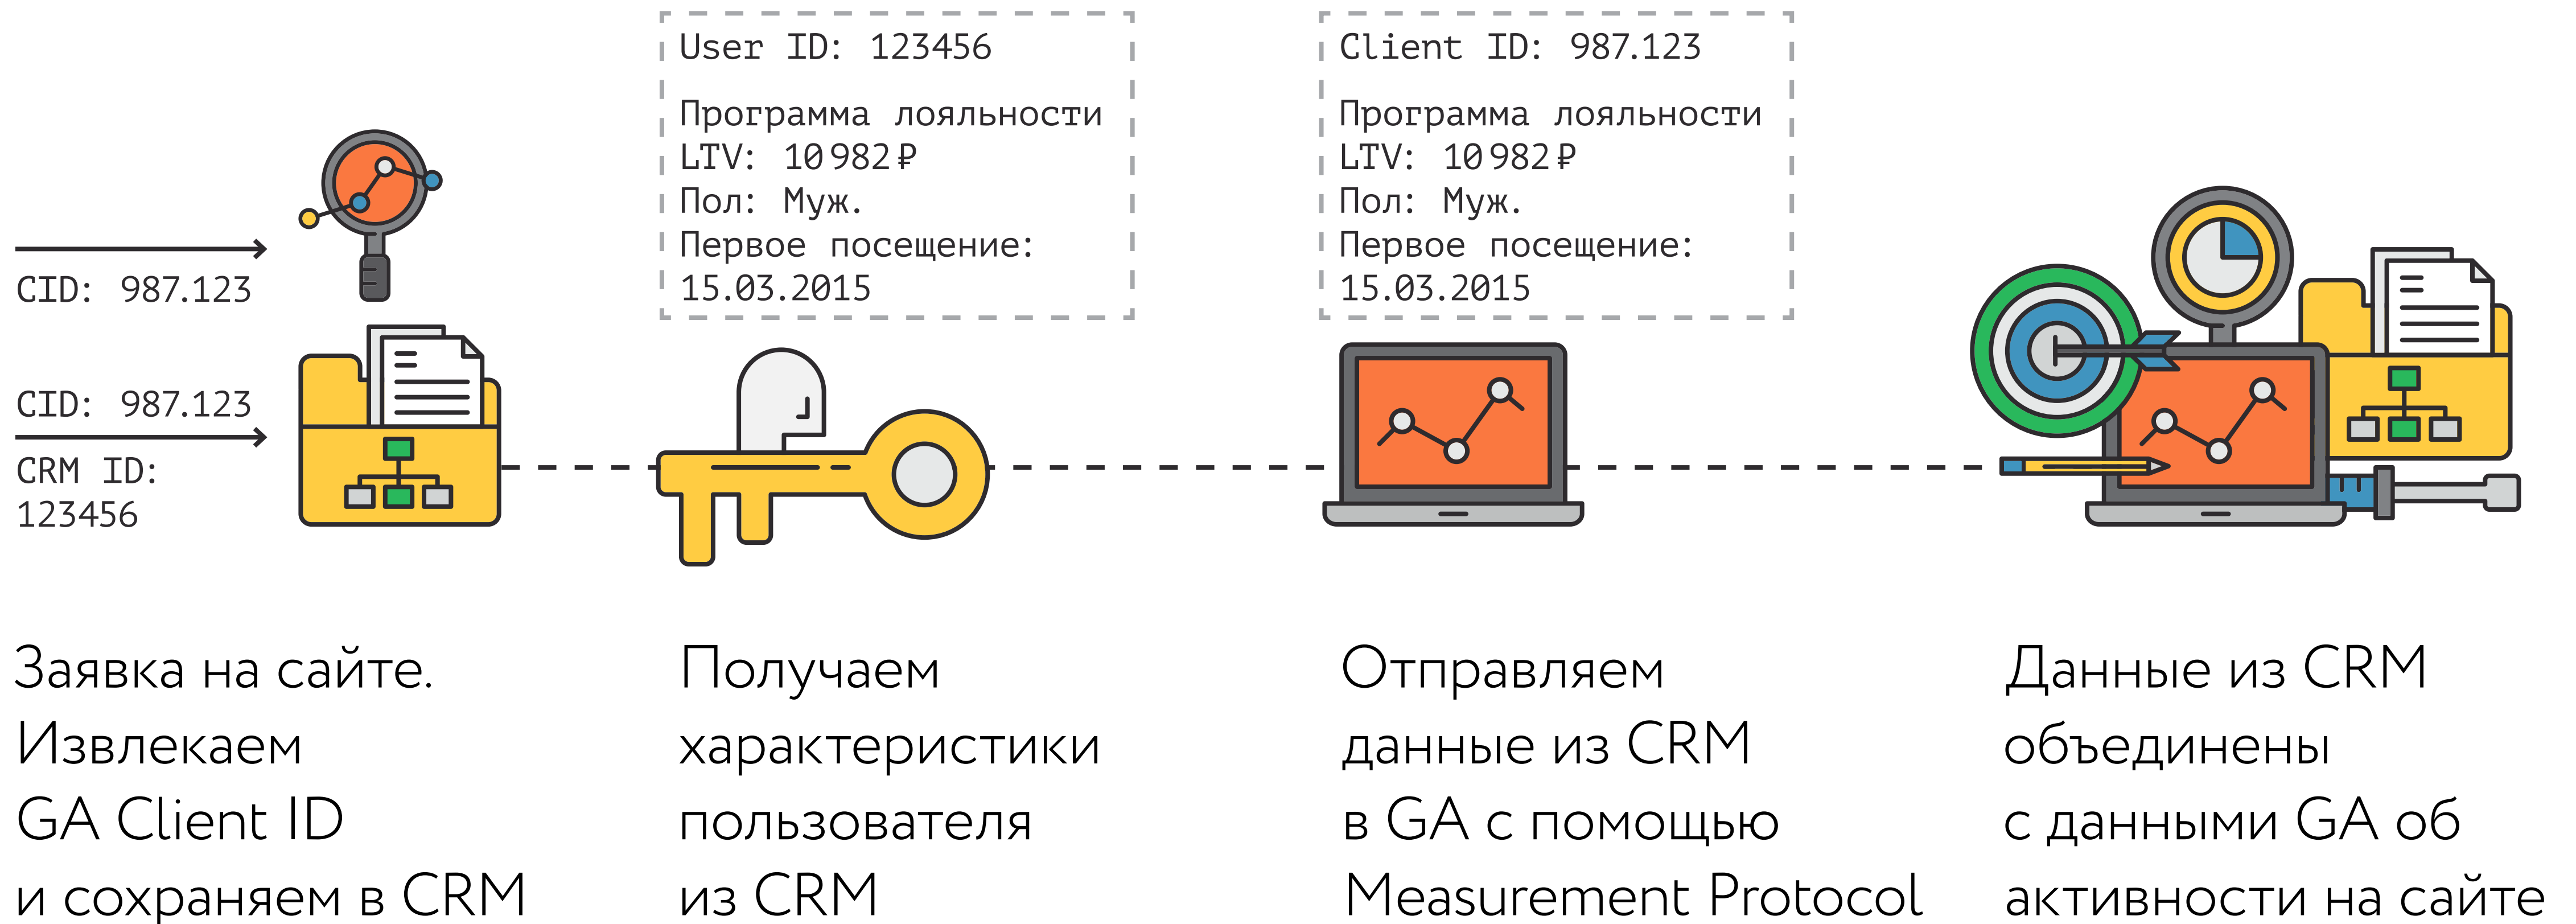 CID: 987.123
CID: 987.123
CRM ID:
123456
User ID: 123456
Программа лояльности
LTV: 10 982 ₽
Пол: Муж.
Первое посещение:
15.03.2015
Client ID: 987.123
Программа лояльности
LTV: 10 982 ₽
Пол: Муж.
Первое посещение:
15.03.2015
Заявка на сайте.
Извлекаем
GA Client ID
и сохраняем в CRM
Получаем
характеристики
пользователя
из CRM
Отправляем
данные из CRM
в GA с помощью
Measurement Protocol
Данные из CRM
объединены
с данными GA об
активности на сайте